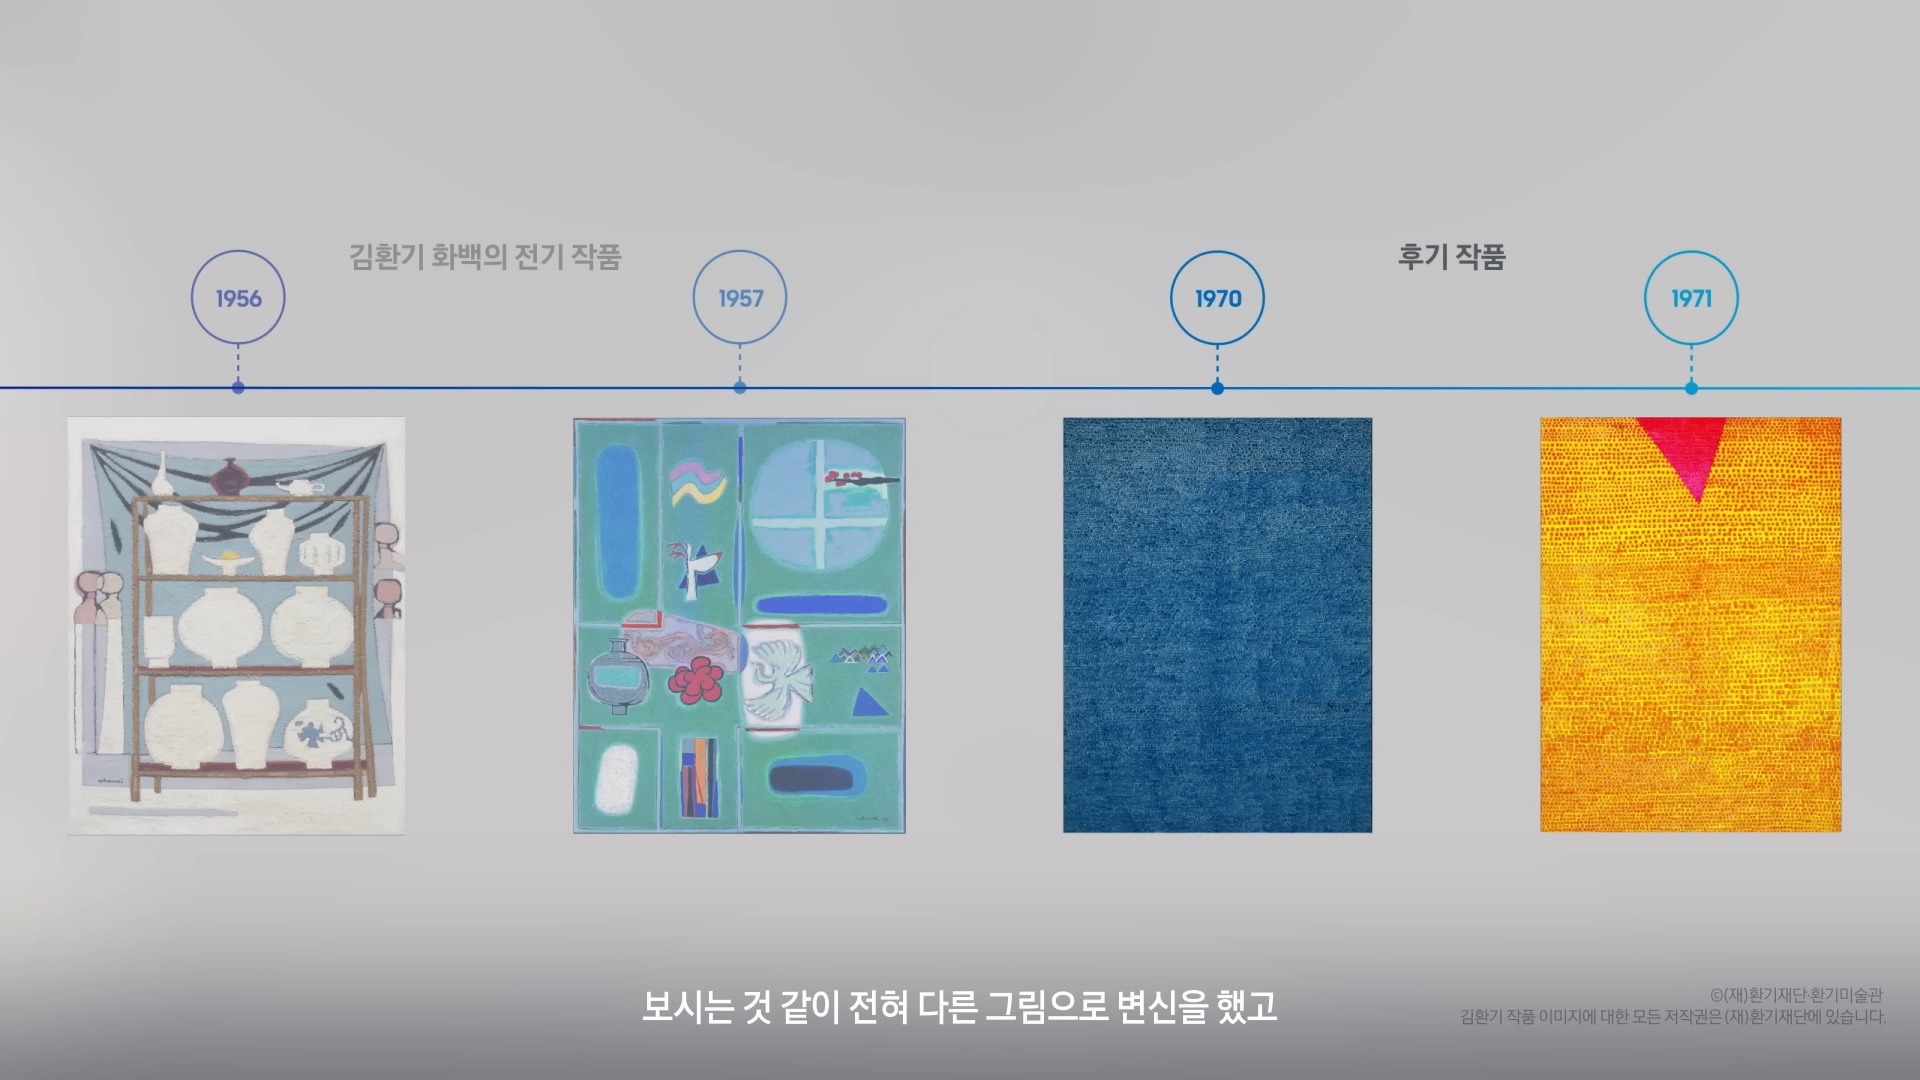 김환기 화백의 전기 작품
후기 작품
1956
1957
1970
1971
보시는 것 같이 전혀 다른 그림으로 변신을 했고
©(재)환기재단·환기미술관
김환기 작품 이미지에 대한 모든 저작권은 (재)환기재단에 있습니다.